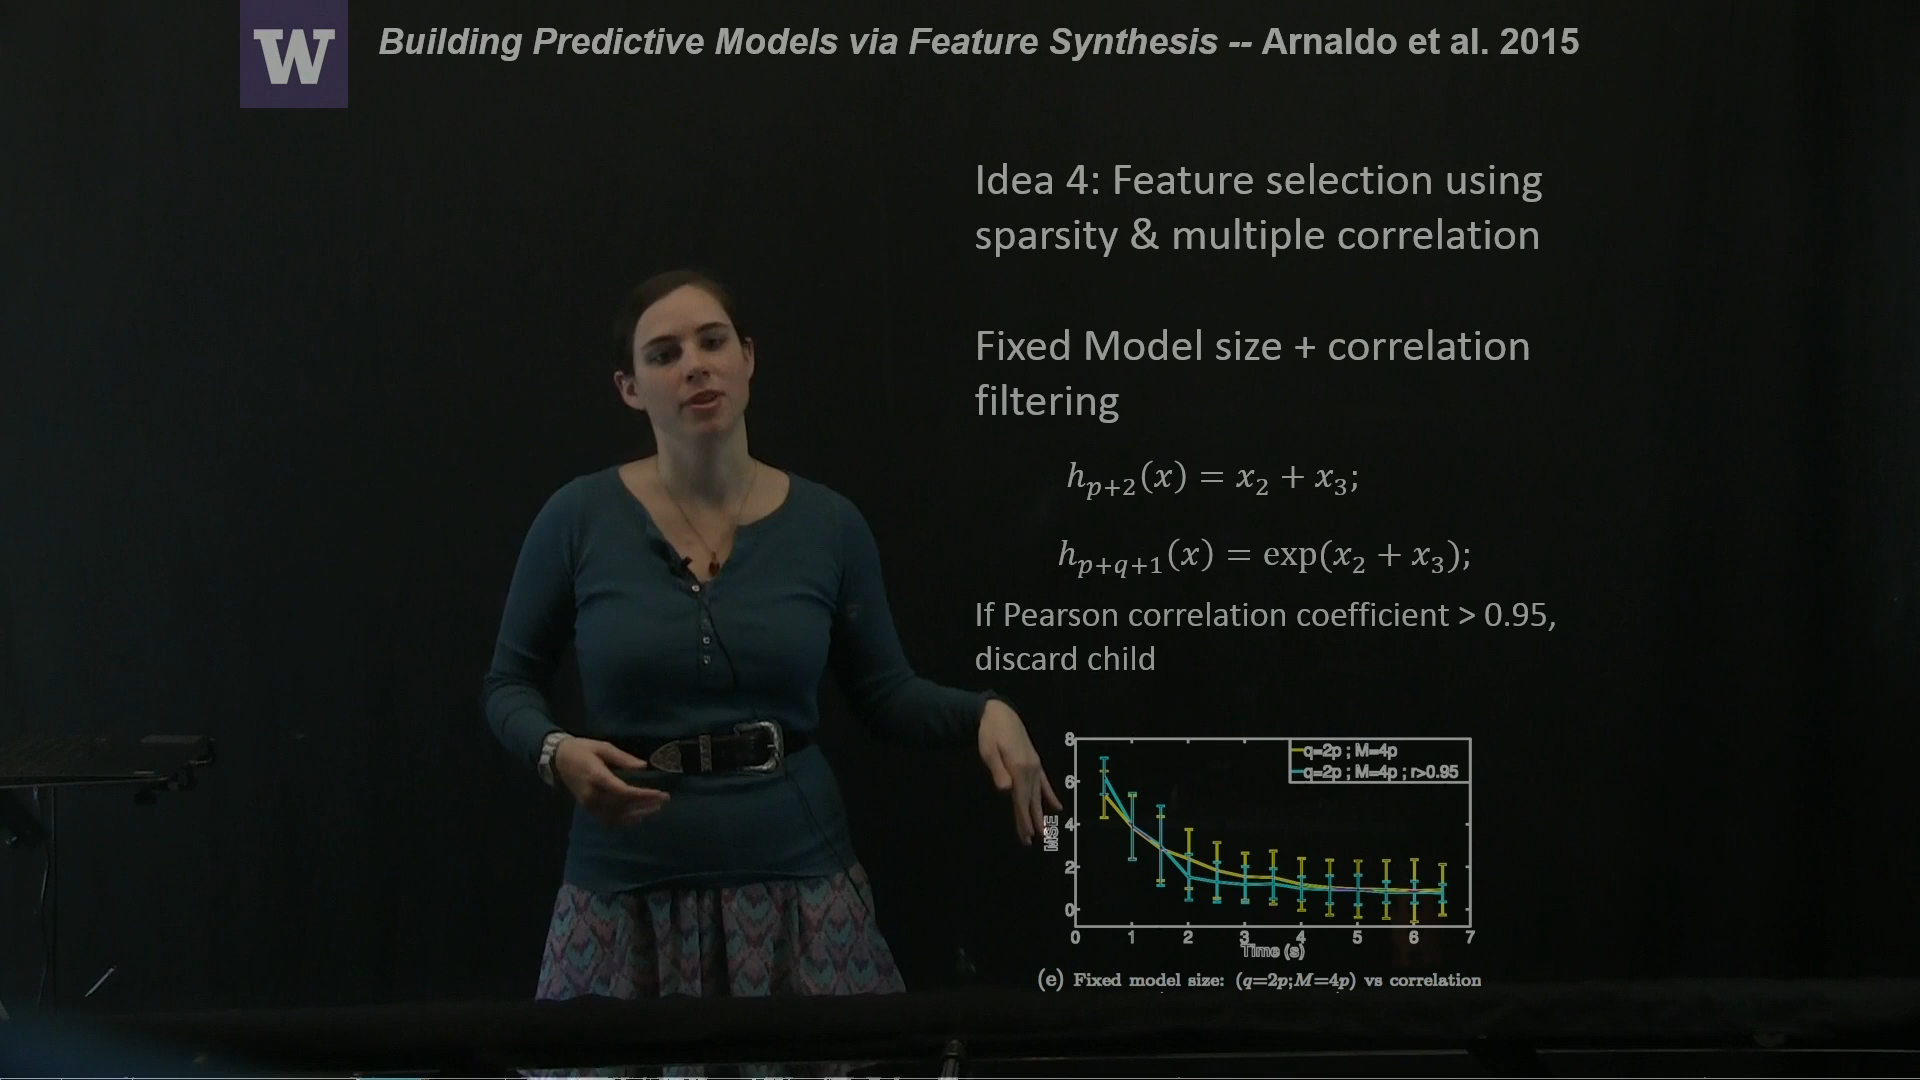 W
Building Predictive Models via Feature Synthesis -- Arnaldo et al. 2015
Idea 4: Feature selection using
sparsity & multiple correlation
Fixed Model size + correlation
filtering
h_{p+2}(x) = x_2 + x_3;
h_{p+q+1}(x) = exp(x_2 + x_3);
If Pearson correlation coefficient > 0.95,
discard child
q=2p ; M=4p
q=2p ; M=4p ; r>0.95
MSE
8
6
4
2
0
0 1 2 3 4 5 6 7
Time (s)
(e) Fixed model size: (q=2p;M=4p) vs correlation